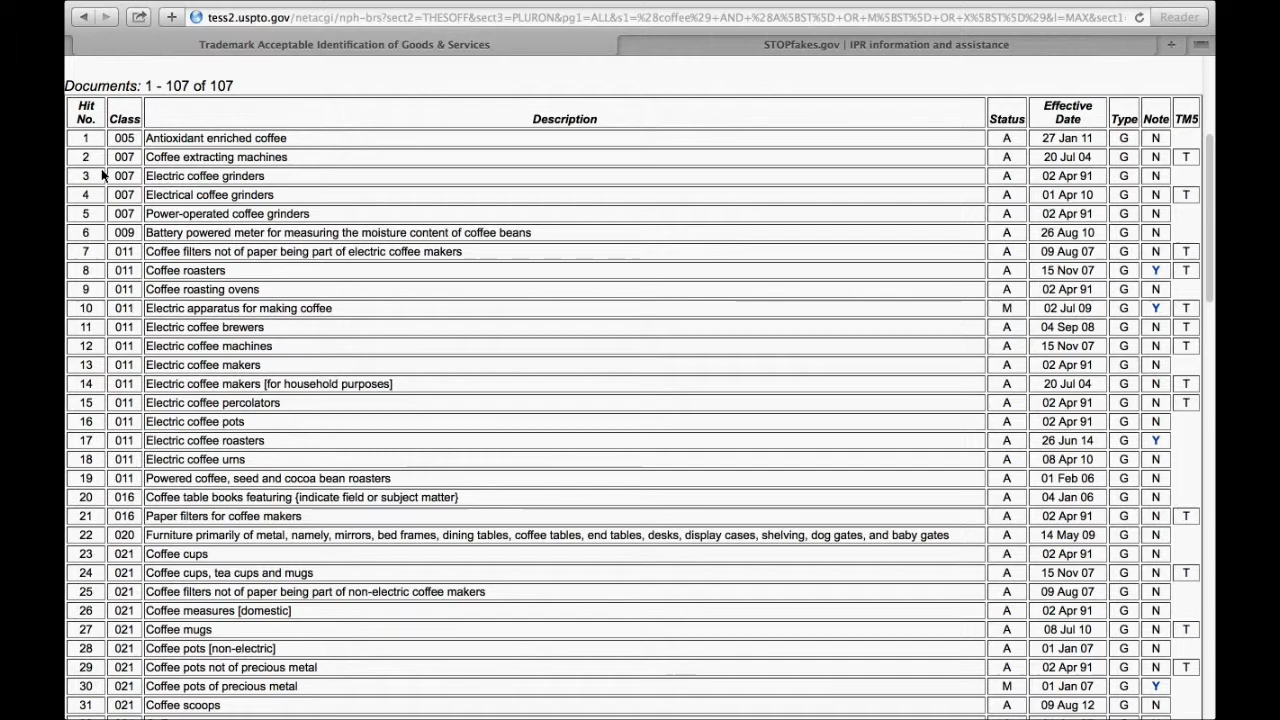 tess2.uspto.gov/netacgi/nph-brs?sect2=THESOFF&sect3=PLURON&pg1=ALL&s1=%28coffee%29+AND+%28A%5BST%5D+OR+M%5BST%5D+OR+X%5BST%5D%29&l=MAX&sect1= Reader
Trademark Acceptable Identification of Goods & Services STOPfakes.gov | IPR information and assistance
Documents: 1 - 107 of 107
Hit No. Class Description Status Effective Date Type Note TM5
1 005 Antioxidant enriched coffee A 27 Jan 11 G N
2 007 Coffee extracting machines A 20 Jul 04 G N T
3 007 Electric coffee grinders A 02 Apr 91 G N
4 007 Electrical coffee grinders A 01 Apr 10 G N T
5 007 Power-operated coffee grinders A 02 Apr 91 G N
6 009 Battery powered meter for measuring the moisture content of coffee beans A 26 Aug 10 G N
7 011 Coffee filters not of paper being part of electric coffee makers A 09 Aug 07 G N T
8 011 Coffee roasters A 15 Nov 07 G Y T
9 011 Coffee roasting ovens A 02 Apr 91 G N
10 011 Electric apparatus for making coffee M 02 Jul 09 G Y T
11 011 Electric coffee brewers A 04 Sep 08 G N T
12 011 Electric coffee machines A 15 Nov 07 G N T
13 011 Electric coffee makers A 02 Apr 91 G N
14 011 Electric coffee makers [for household purposes] A 20 Jul 04 G N T
15 011 Electric coffee percolators A 02 Apr 91 G N T
16 011 Electric coffee pots A 02 Apr 91 G N
17 011 Electric coffee roasters A 26 Jun 14 G Y
18 011 Electric coffee urns A 08 Apr 10 G N
19 011 Powered coffee, seed and cocoa bean roasters A 01 Feb 06 G N
20 016 Coffee table books featuring {indicate field or subject matter} A 04 Jan 06 G N
21 016 Paper filters for coffee makers A 02 Apr 91 G N T
22 020 Furniture primarily of metal, namely, mirrors, bed frames, dining tables, coffee tables, end tables, desks, display cases, shelving, dog gates, and baby gates A 14 May 09 G N
23 021 Coffee cups A 02 Apr 91 G N
24 021 Coffee cups, tea cups and mugs A 15 Nov 07 G N T
25 021 Coffee filters not of paper being part of non-electric coffee makers A 09 Aug 07 G N
26 021 Coffee measures [domestic] A 02 Apr 91 G N
27 021 Coffee mugs A 08 Jul 10 G N T
28 021 Coffee pots [non-electric] A 01 Jan 07 G N
29 021 Coffee pots not of precious metal A 02 Apr 91 G N T
30 021 Coffee pots of precious metal M 01 Jan 07 G Y
31 021 Coffee scoops A 09 Aug 12 G N